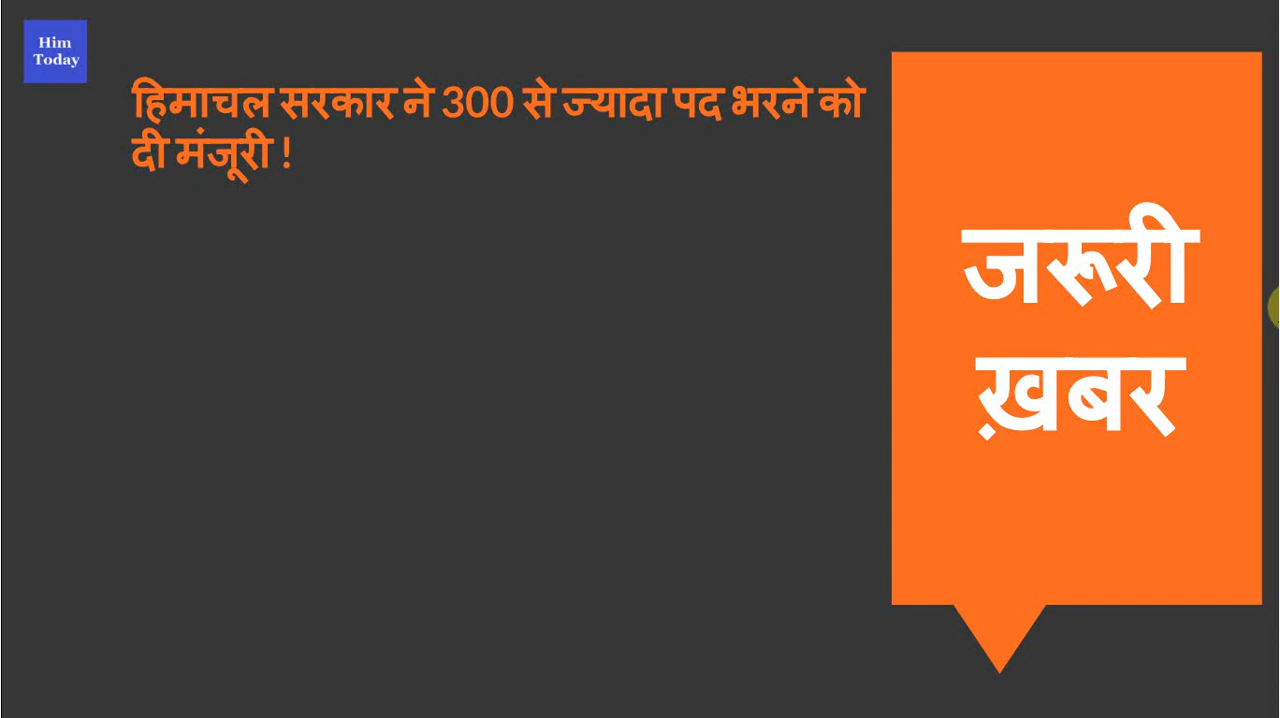 Him
Today
हिमाचल सरकार ने 300 से ज्यादा पद भरने को
दी मंजूरी !
जरूरी
ख़बर